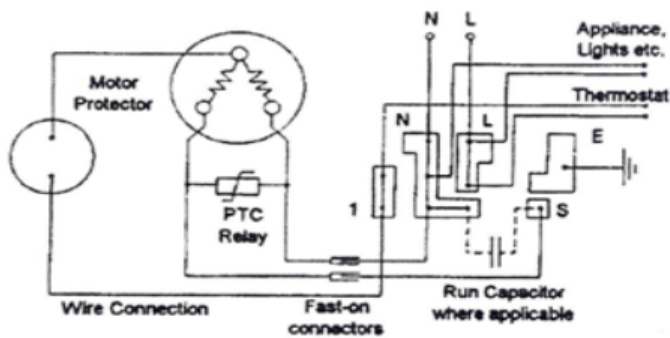 N L
Appliance,
Lights etc.
Motor
Protector
Thermostat
N L E
PTC
Relay
1
S
Wire Connection
Fast-on
connectors
Run Capacitor
where applicable